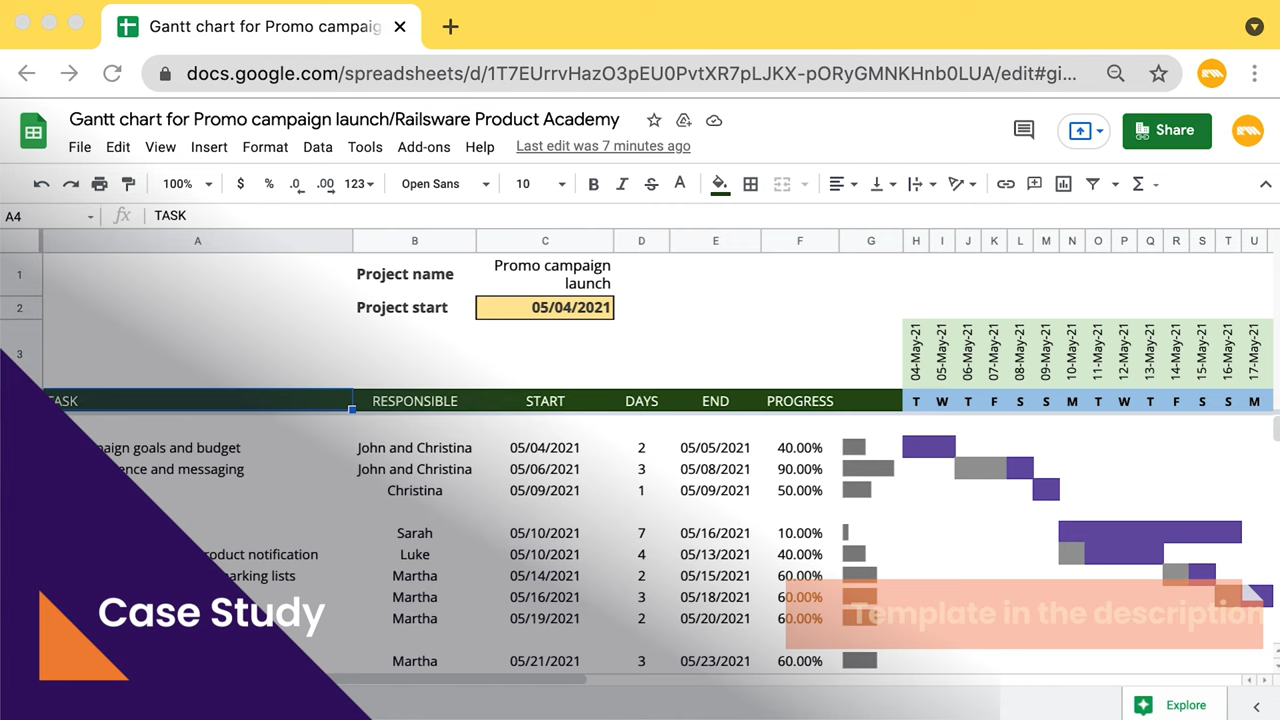 Gantt chart for Promo campaig
docs.google.com/spreadsheets/d/1T7EUrrvHazO3pEU0PvtXR7pLJKX-pORyGMNKHnb0LUA/edit#gi...
Gantt chart for Promo campaign launch/Railsware Product Academy
Share
File Edit View Insert Format Data Tools Add-ons Help Last edit was 7 minutes ago
100% $ % .0 .00 123 Open Sans 10 B I S A Σ
A4 fx TASK
A B C D E F G H I J K L M N O P Q R S T U
1 Project name Promo campaign
launch
2 Project start 05/04/2021
3 04-May-21 05-May-21 06-May-21 07-May-21 08-May-21 09-May-21 10-May-21 11-May-21 12-May-21 13-May-21 14-May-21 15-May-21 16-May-21 17-May-21
TASK RESPONSIBLE START DAYS END PROGRESS T W T F S S M T W T F S S M
paign goals and budget John and Christina 05/04/2021 2 05/05/2021 40.00%
ence and messaging John and Christina 05/06/2021 3 05/08/2021 90.00%
Christina 05/09/2021 1 05/09/2021 50.00%
Sarah 05/10/2021 7 05/16/2021 10.00%
roduct notification Luke 05/10/2021 4 05/13/2021 40.00%
parking lists Martha 05/14/2021 2 05/15/2021 60.00%
Martha 05/16/2021 3 05/18/2021 60.00%
Case Study
Template in the description
Martha 05/19/2021 2 05/20/2021 60.00%
Martha 05/21/2021 3 05/23/2021 60.00%
Explore